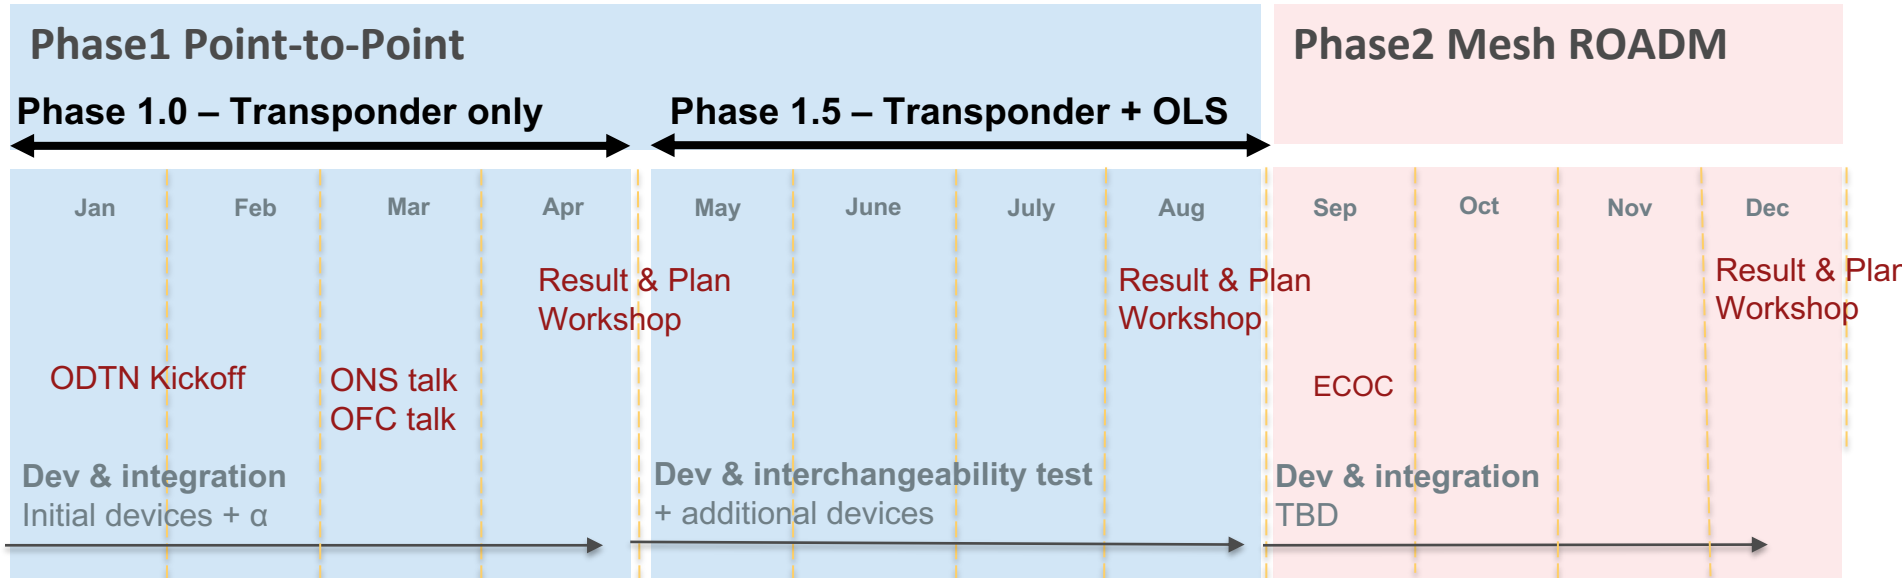 Phase1 Point-to-Point
Phase2 Mesh ROADM
Phase 1.0 – Transponder only
Phase 1.5 – Transponder + OLS
Jan
Feb
Mar
Apr
May
June
July
Aug
Sep
Oct
Nov
Dec
Result & Plan
Workshop
Result & Plan
Workshop
Result & Plan
Workshop
ODTN Kickoff
ONS talk
OFC talk
ECOC
Dev & integration
Initial devices + α
Dev & interchangeability test
+ additional devices
Dev & integration
TBD